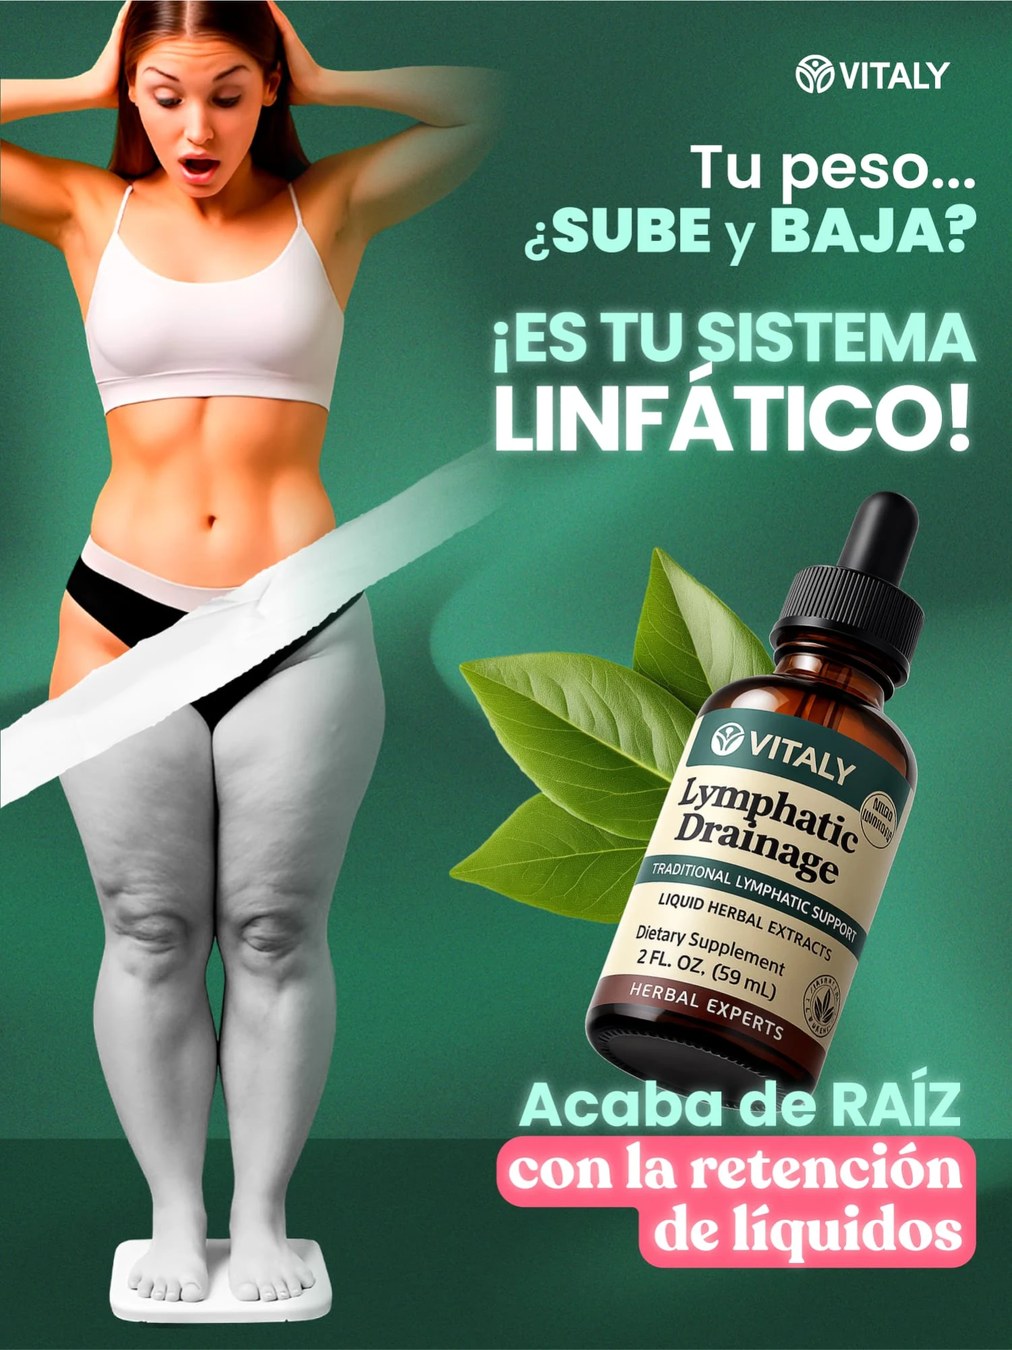 VITALY
Tu peso...
¿SUBE y BAJA?
¡ES TU SISTEMA
LINFÁTICO!
VITALY
Lymphatic
Drainage
TRADITIONAL LYMPHATIC SUPPORT
LIQUID HERBAL EXTRACTS
Dietary Supplement
2 FL. OZ, (59 mL)
HERBAL EXPERTS
Acaba de RAÍZ
con la retención
de líquidos